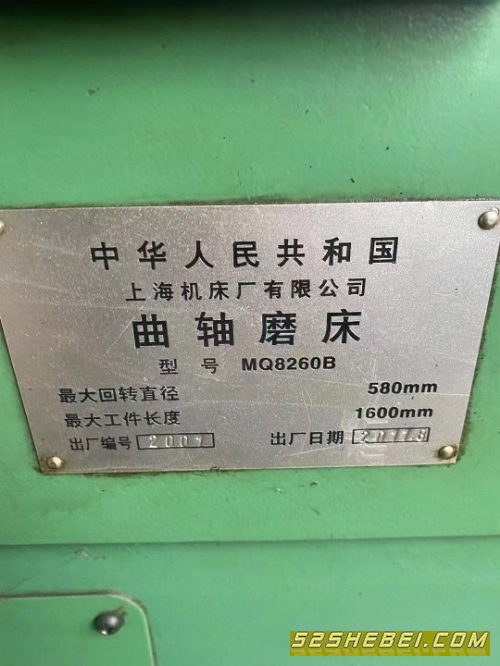 中华人民共和国
上海机床厂有限公司
曲轴磨床
型 号 MQ8260B
最大回转直径 580mm
最大工件长度 1600mm
出厂编号
出厂日期
52SHEBEI.COM